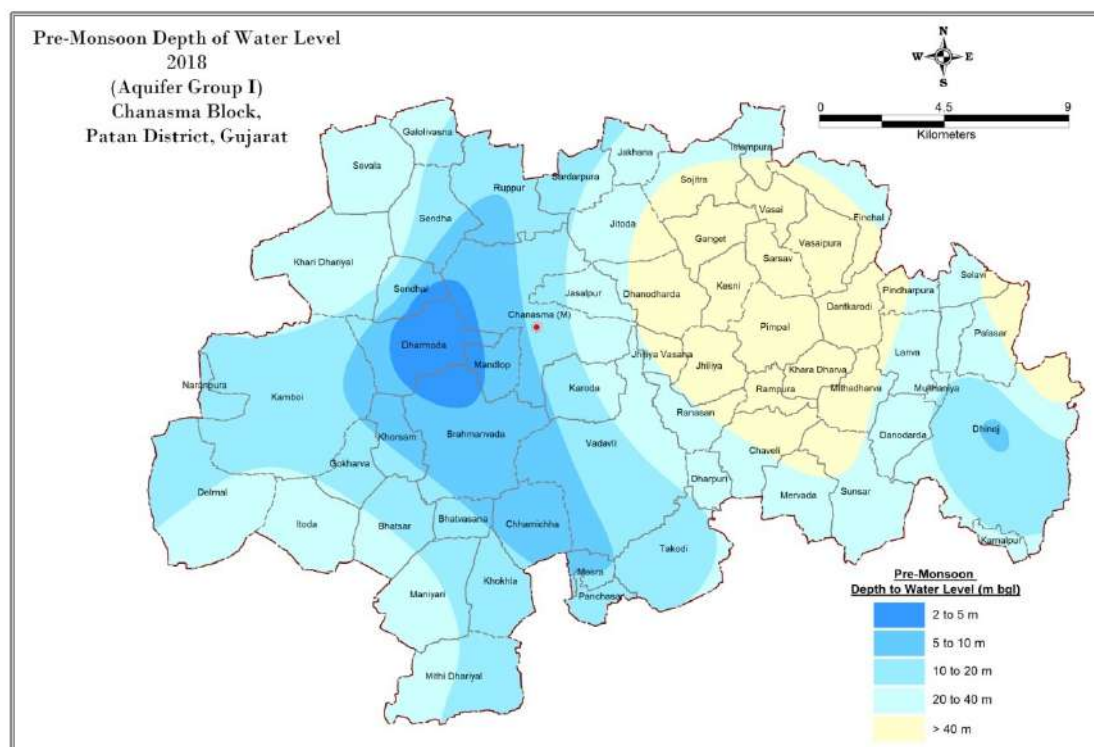 Pre-Monsoon Depth of Water Level
2018
(Aquifer Group I)
Chanasma Block,
Patan District, Gujarat
N
W E
S
0 4.5 9
Kilometers
Galolivasna
Sevala
Jakhana
Islampura
Sardarpura
Ruppur
Sojitra
Vasai
Sendha
Jitoda
Finchal
Ganget
Vasaipura
Sarsav
Khari Dhariyal
Selavi
Sendhal
Jasalpur
Dhanodharda
Kesni
Pindharpura
Dantkarodi
Chanasma (M)
Pimpal
Palasar
Dharmoda
Lanva
Mandlop
Jhiliya Vasana
Jhiliya
Khara Dharva
Naranpura
Kamboi
Karoda
Rampura
Mithadharva
Multhaniya
Ranasan
Dhinoj
Khorsam
Brahmanvada
Vadavli
Danodarda
Gokharva
Chaveli
Delmal
Dharpuri
Mervada
Sunsar
Itoda
Bhatsar
Bhatvasana
Chhamichha
Takodi
Karnalpur
Mesra
Khokhla
Maniyari
Panchasar
Mithi Dhariyal
Pre-Monsoon
Depth to Water Level (m bgl)
2 to 5 m
5 to 10 m
10 to 20 m
20 to 40 m
> 40 m